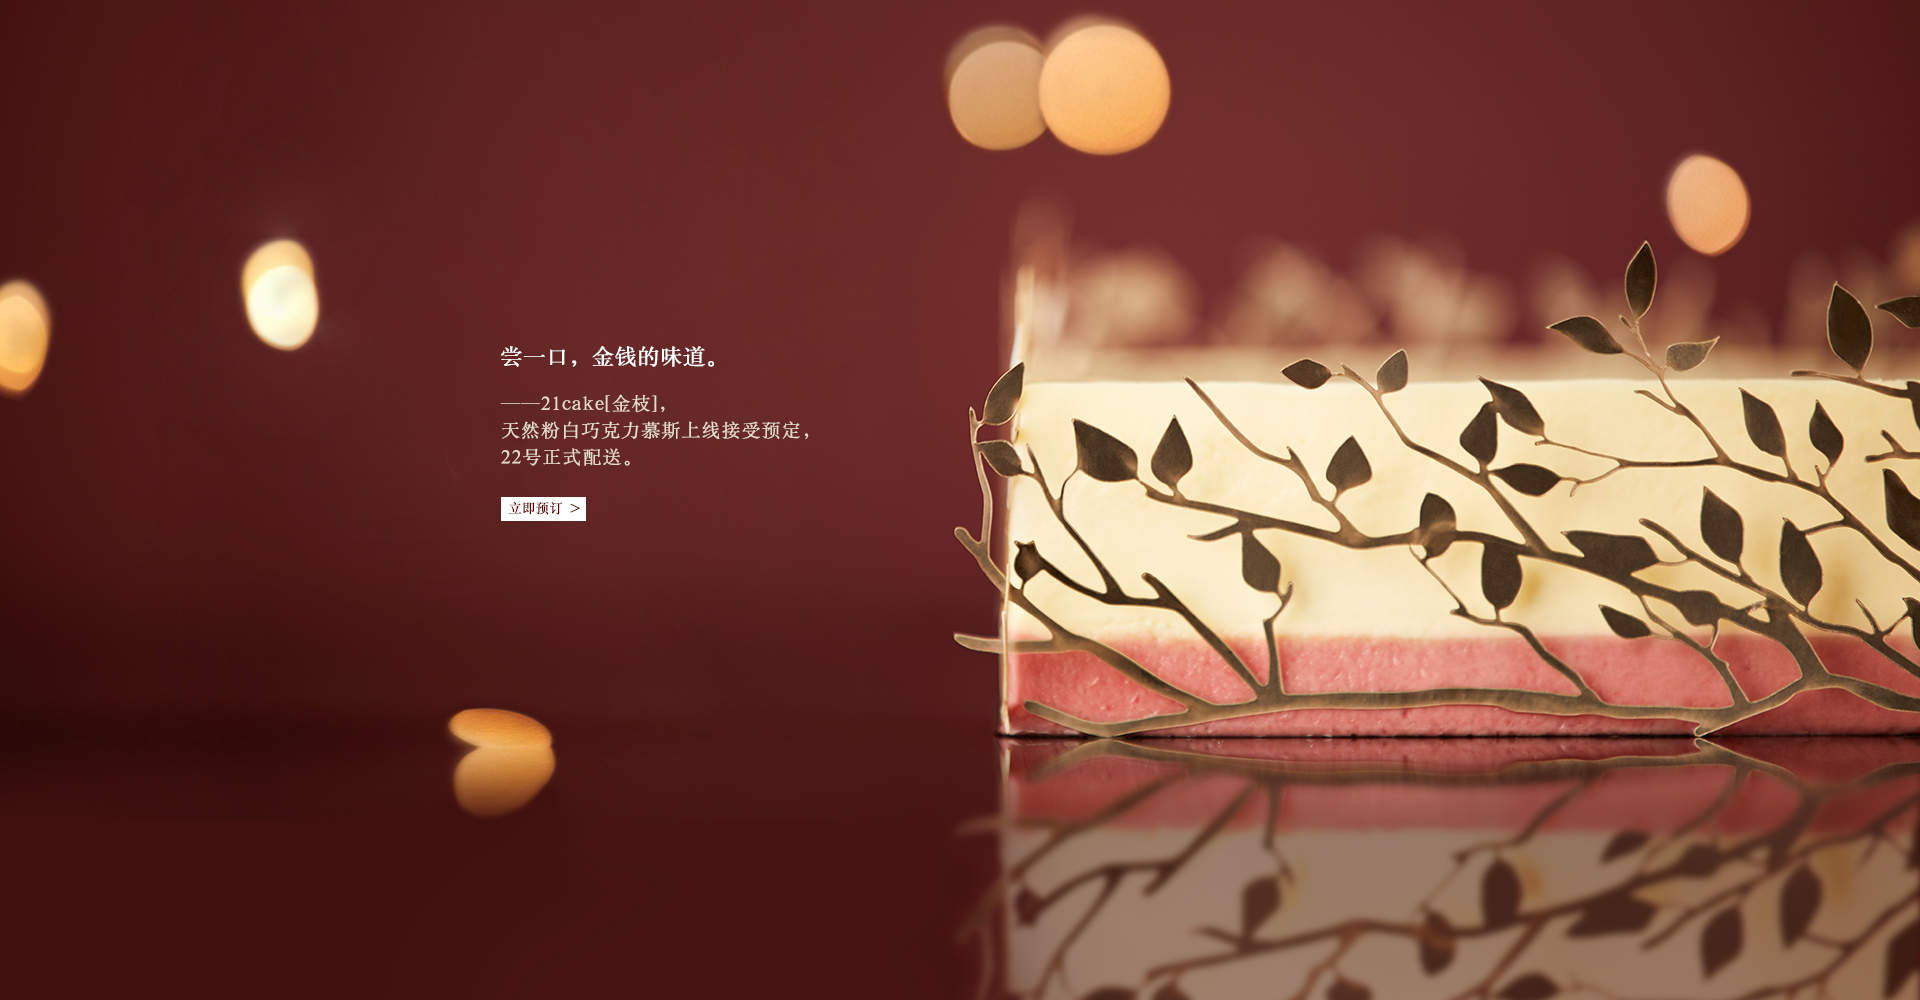 尝一口，金钱的味道。
——21cake[金枝]，
天然粉白巧克力慕斯上线接受预定，
22号正式配送。
立即预订 >